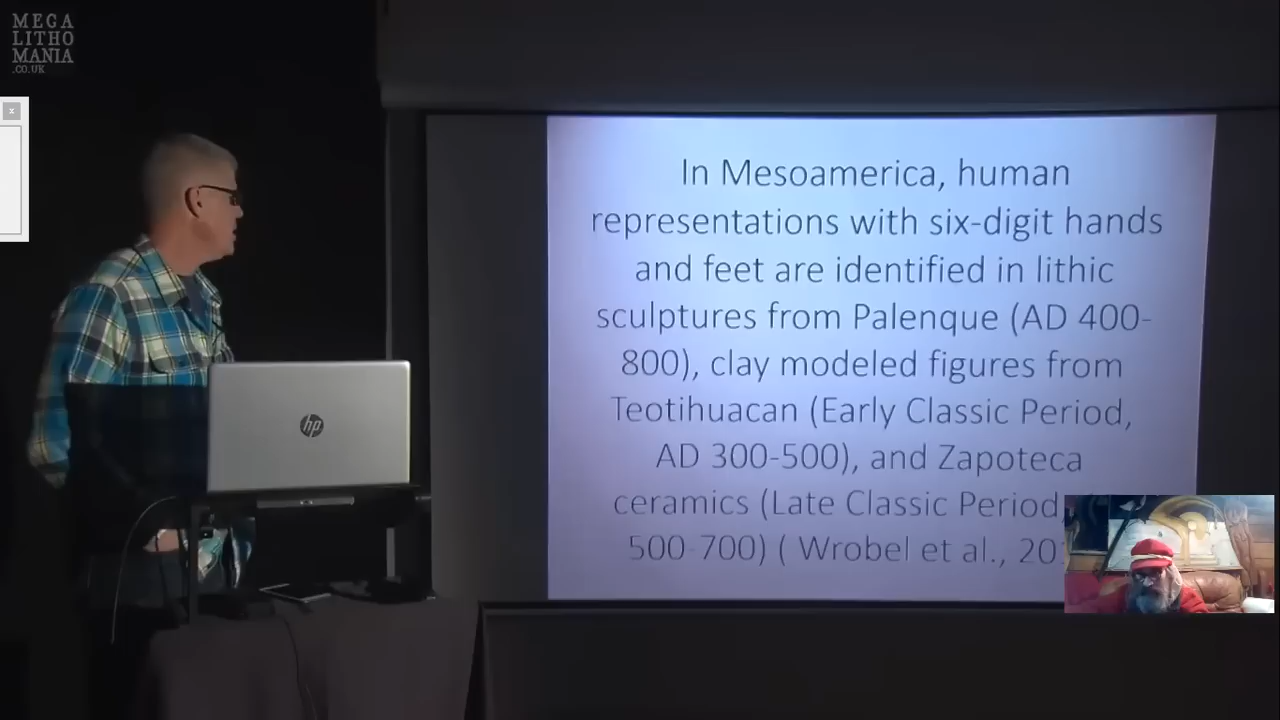 MEGA
LITHO
MANIA
.CO.UK
x
In Mesoamerica, human
representations with six-digit hands
and feet are identified in lithic
sculptures from Palenque (AD 400-
800), clay modeled figures from
Teotihuacan (Early Classic Period,
AD 300-500), and Zapoteca
ceramics (Late Classic Period
500-700) ( Wrobel et al., 20
hp